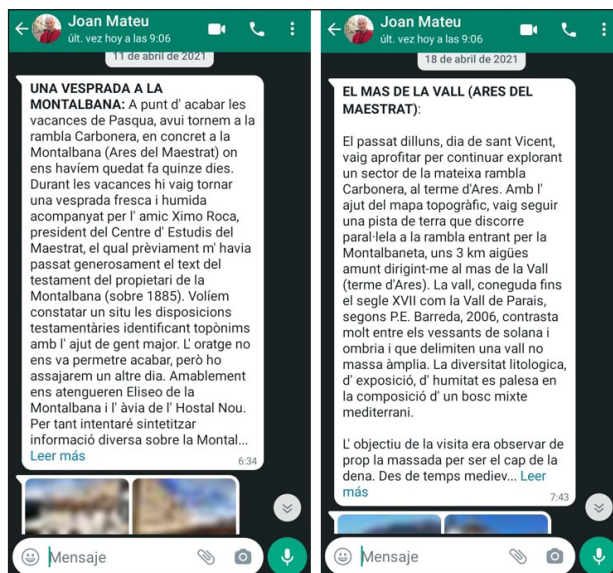 Joan Mateu
últ. vez hoy a las 9:06
11 de abril de 2021
UNA VESPRADA A LA
MONTALBANA: A punt d' acabar les
vacances de Pasqua, avui tornem a la
rambla Carbonera, en concret a la
Montalbana (Ares del Maestrat) on
ens havíem quedat fa quinze dies.
Durant les vacances hi vaig tornar
una vesprada fresca i humida
acompanyat per l' amic Ximo Roca,
president del Centre d' Estudis del
Maestrat, el qual prèviament m' havia
passat generosament el text del
testament del propietari de la
Montalbana (sobre 1885). Volíem
constatar un situ les disposicions
testamentàries identificant topònims
amb l' ajut de gent major. L' oratge no
ens va permetre acabar, però ho
assajarem un altre dia. Amablement
ens atengueren Eliseo de la
Montalbana i l' àvia de l' Hostal Nou.
Per tant intentaré sintetitzar
informació diversa sobre la Montal...
Leer más
6:34
Mensaje
Joan Mateu
últ. vez hoy a las 9:06
18 de abril de 2021
EL MAS DE LA VALL (ARES DEL
MAESTRAT):
El passat dilluns, dia de sant Vicent,
vaig aprofitar per continuar explorant
un sector de la mateixa rambla
Carbonera, al terme d'Ares. Amb l'
ajut del mapa topogràfic, vaig seguir
una pista de terra que discorre
paral·lela a la rambla entrant per la
Montalbaneta, uns 3 km aigües
amunt dirigint-me al mas de la Vall
(terme d'Ares). La vall, coneguda fins
el segle XVII com la Vall de Parais,
segons P.E. Barreda, 2006, contrasta
molt entre els vessants de solana i
ombria i que delimiten una vall no
massa àmplia. La diversitat litologica,
d' exposició, d' humitat es palesa en
la composició d' un bosc mixte
mediterrani.
L' objectiu de la visita era observar de
prop la massada per ser el cap de la
dena. Des de temps mediev... Leer
más
7:43
Mensaje